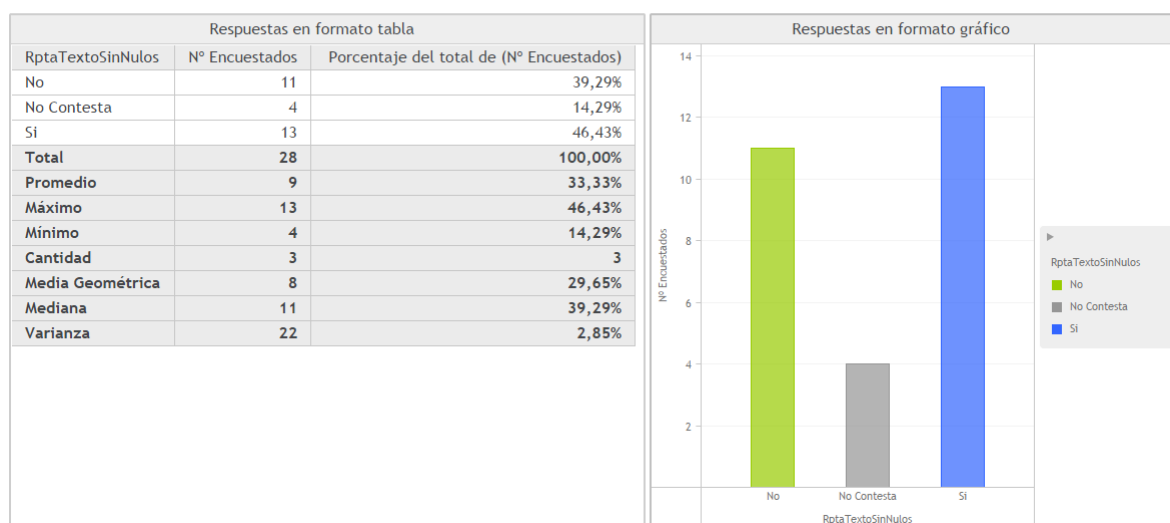 Respuestas en formato tabla
RptaTextoSinNulos Nº Encuestados Porcentaje del total de (Nº Encuestados)
No 11 39,29%
No Contesta 4 14,29%
Si 13 46,43%
Total 28 100,00%
Promedio 9 33,33%
Máximo 13 46,43%
Mínimo 4 14,29%
Cantidad 3 3
Media Geométrica 8 29,65%
Mediana 11 39,29%
Varianza 22 2,85%
Respuestas en formato gráfico
Nº Encuestados
14
12
10
8
6
4
2
No No Contesta Si
RptaTextoSinNulos
RptaTextoSinNulos
No
No Contesta
Si